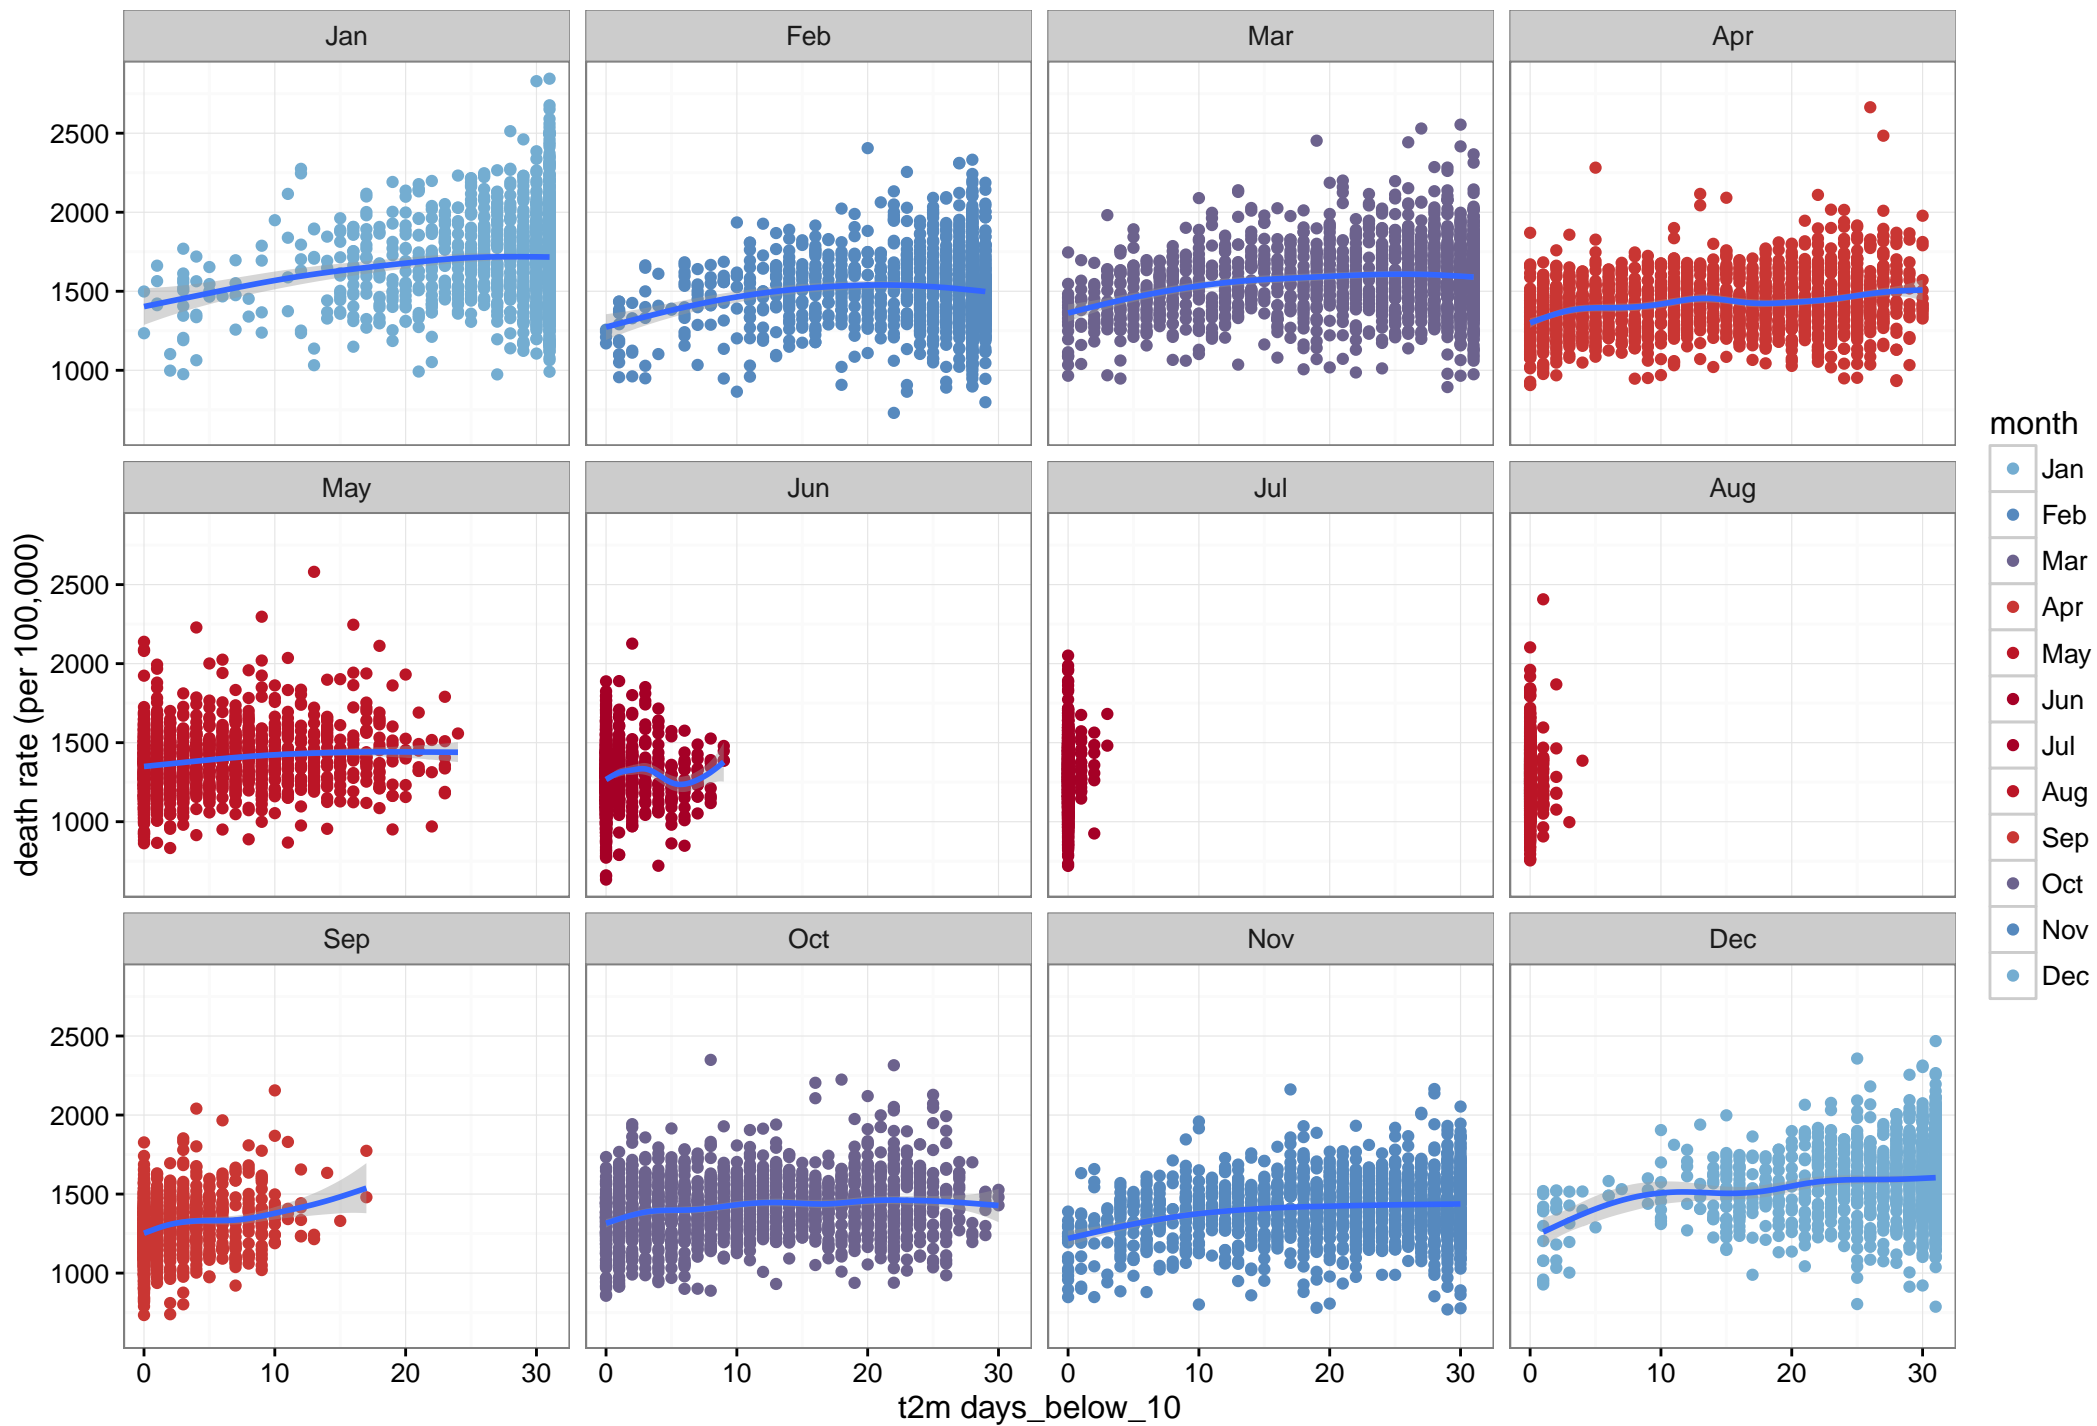 Jan Feb Mar Apr
2500
2000
1500
1000
May Jun Jul Aug
2500
2000
1500
1000
Sep Oct Nov Dec
2500
2000
1500
1000
0 10 20 30 0 10 20 30 0 10 20 30 0 10 20 30
t2m days_below_10
death rate (per 100,000)
month
Jan
Feb
Mar
Apr
May
Jun
Jul
Aug
Sep
Oct
Nov
Dec